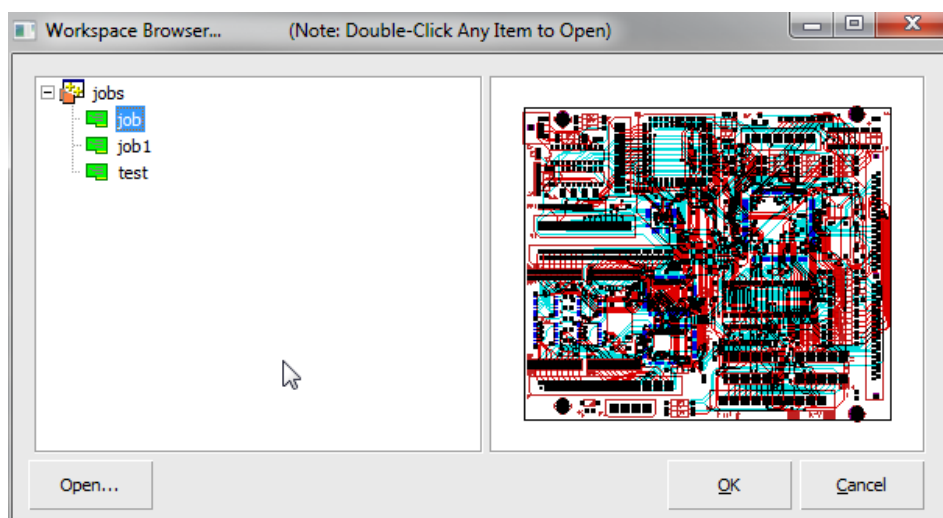 Workspace Browser... (Note: Double-Click Any Item to Open)
jobs
job
job1
test
Open...
OK
Cancel